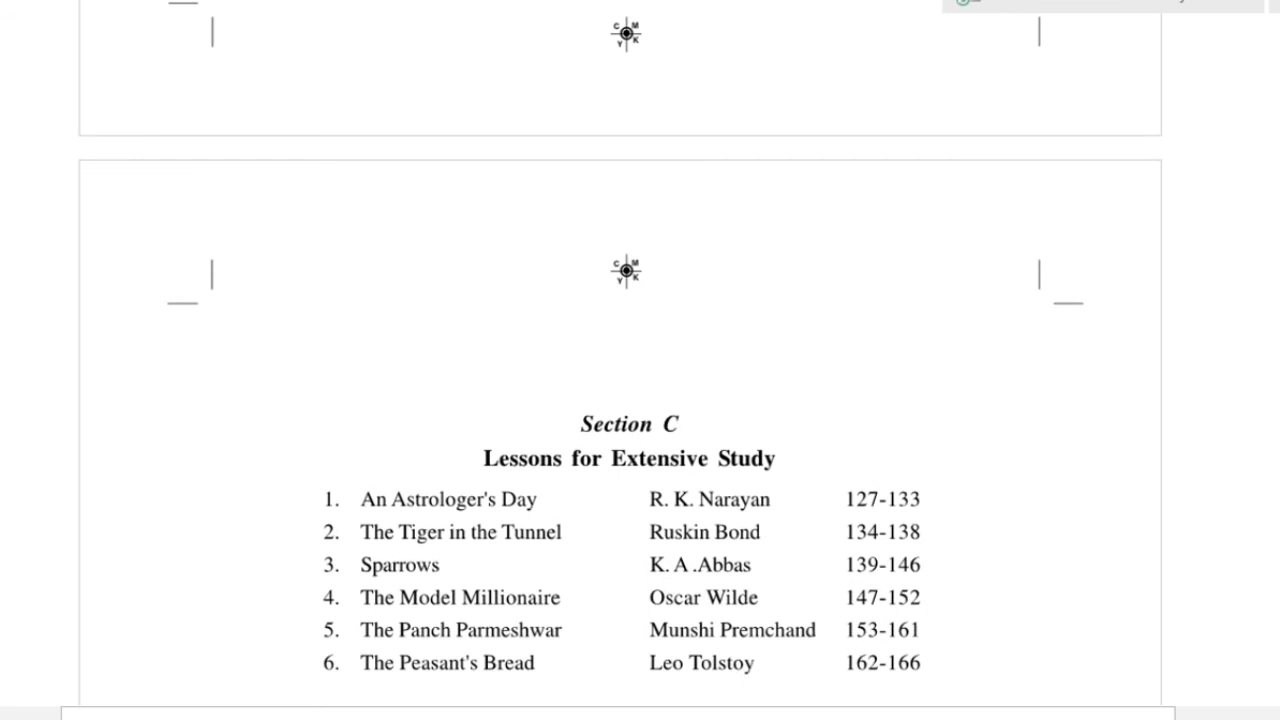 C M
Y K
C M
Y K
Section C
Lessons for Extensive Study
1. An Astrologer's Day R. K. Narayan 127-133
2. The Tiger in the Tunnel Ruskin Bond 134-138
3. Sparrows K. A .Abbas 139-146
4. The Model Millionaire Oscar Wilde 147-152
5. The Panch Parmeshwar Munshi Premchand 153-161
6. The Peasant's Bread Leo Tolstoy 162-166